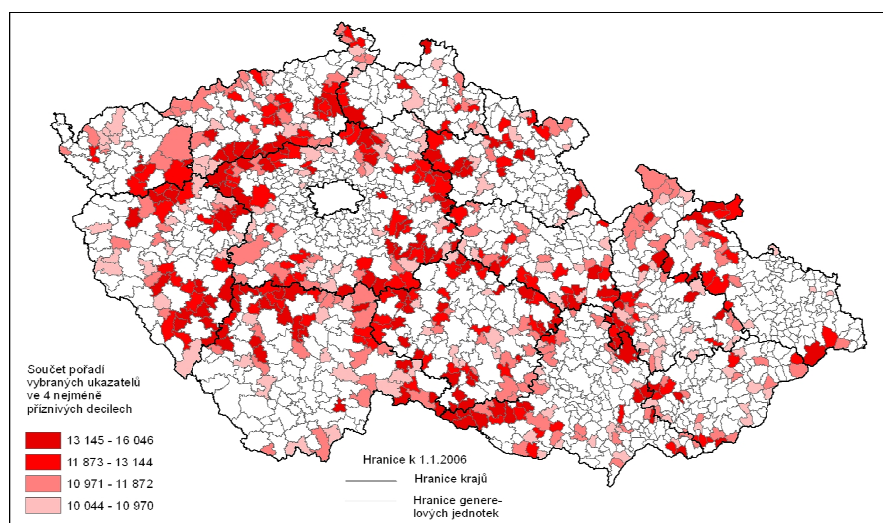 Součet pořadí
vybraných ukazatelů
ve 4 nejméně
příznivých decilech
13 145 - 16 046
11 873 - 13 144
10 971 - 11 872
10 044 - 10 970
Hranice k 1.1.2006
Hranice krajů
Hranice genere-
lových jednotek